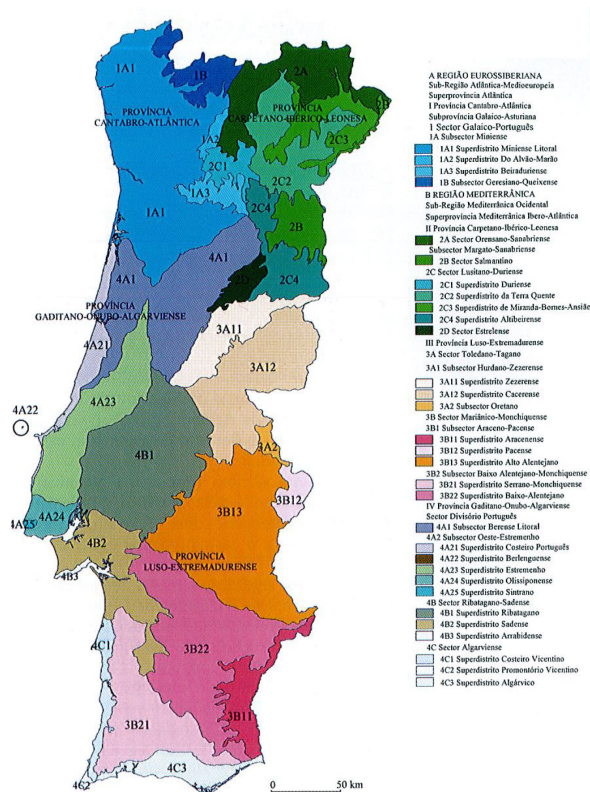 1A1
1B
2A
2B
PROVÍNCIA
CANTABRO-ATLÂNTICA
PROVÍNCIA
CARPETANO-IBÉRICO-LEONESA
1A2
2C3
2C1
2C2
1A3
2C4
1A1
2B
4A1
4A1
2D
2C4
PROVÍNCIA
GADITANO-ONUBO-ALGARVIENSE
3A11
4A21
3A12
4A23
4A22
3A2
4B1
3B12
3B13
4A24
4A25
4B2
PROVÍNCIA
LUSO-EXTREMADURENSE
4B3
4C1
3B22
3B21
3B11
4C3
4C2
0 50 km
A REGIÃO EUROSSIBERIANA
Sub-Região Atlântica-Medioeuropeia
Superprovíncia Atlântica
I Província Cantabro-Atlântica
Subprovíncia Galaico-Asturiana
1 Sector Galaico-Português
1A Subsector Miniense
1A1 Superdistrito Miniense Litoral
1A2 Superdistrito Do Alvão-Marão
1A3 Superdistrito Beiraduriense
1B Subsector Geresiano-Queixense
B REGIÃO MEDITERRÂNICA
Sub-Região Mediterrânica Ocidental
Superprovíncia Mediterrânica Ibero-Atlântica
II Província Carpetano-Ibérico-Leonesa
2A Sector Orensano-Sanabriense
Subsector Margato-Sanabriense
2B Sector Salmantino
2C Sector Lusitano-Duriense
2C1 Superdistrito Duriense
2C2 Superdistrito da Terra Quente
2C3 Superdistrito de Miranda-Bornes-Ansião
2C4 Superdistrito Altibeirense
2D Sector Estrelense
III Província Luso-Extremadurense
3A Sector Toledano-Tagano
3A1 Subsector Hurdano-Zezerense
3A11 Superdistrito Zezerense
3A12 Superdistrito Cacerense
3A2 Subsector Oretano
3B Sector Mariânico-Monchiquense
3B1 Subsector Araceno-Pacense
3B11 Superdistrito Aracenense
3B12 Superdistrito Pacense
3B13 Superdistrito Alto Alentejano
3B2 Subsector Baixo Alentejano-Monchiquense
3B21 Superdistrito Serrano-Monchiquense
3B22 Superdistrito Baixo-Alentejano
IV Província Gaditano-Onubo-Algarviense
Sector Divisório Português
4A1 Subsector Berense Litoral
4A2 Subsector Oeste-Estremenho
4A21 Superdistrito Costeiro Português
4A22 Superdistrito Berlenguense
4A23 Superdistrito Estremenho
4A24 Superdistrito Olissiponense
4A25 Superdistrito Sintrano
4B Sector Ribatagano-Sadense
4B1 Superdistrito Ribatagano
4B2 Superdistrito Sadense
4B3 Superdistrito Arrabidense
4C Sector Algarviense
4C1 Superdistrito Costeiro Vicentino
4C2 Superdistrito Promontório Vicentino
4C3 Superdistrito Algárvico